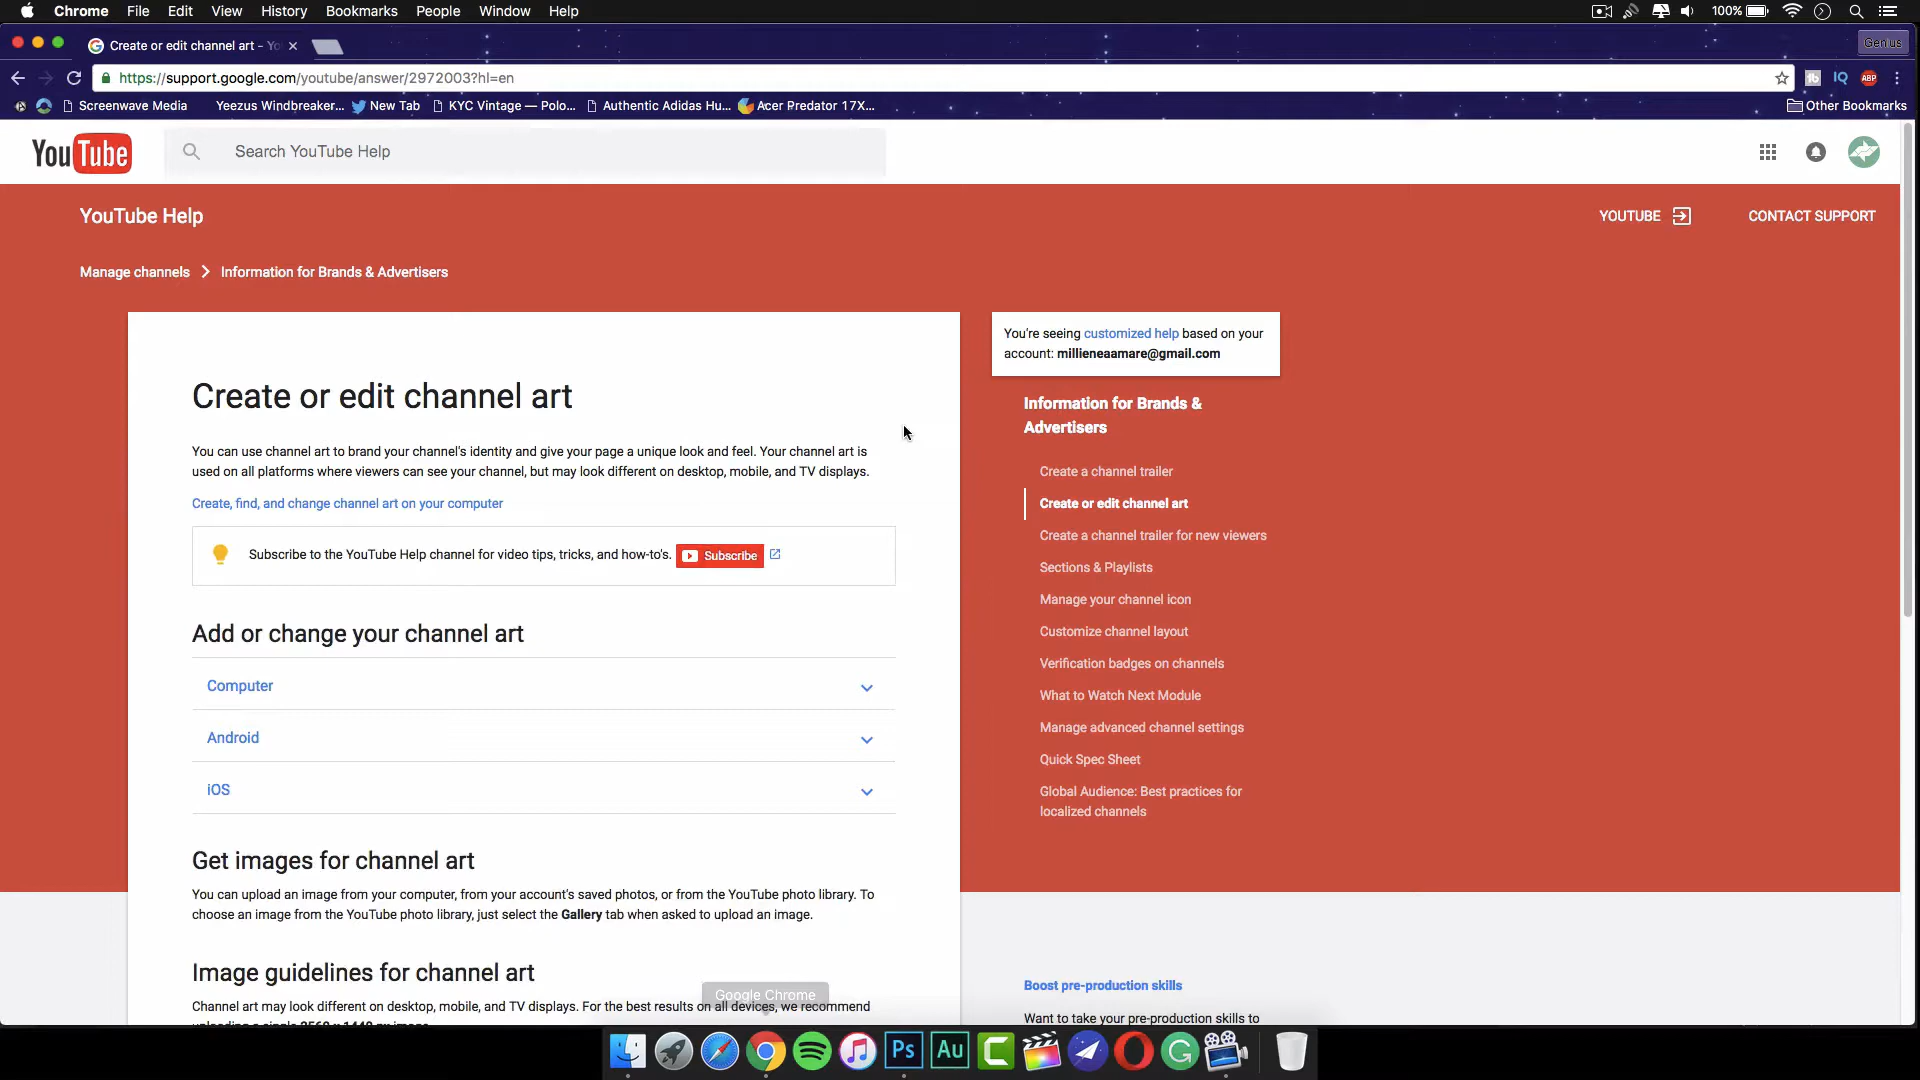 Chrome File Edit View History Bookmarks People Window Help 100%
Create or edit channel art - Yo Genius
https://support.google.com/youtube/answer/2972003?hl=en IQ ABP
Screenwave Media Yeezus Windbreaker... New Tab KYC Vintage — Polo... Authentic Adidas Hu... Acer Predator 17X... Other Bookmarks
YouTube Search YouTube Help
YouTube Help YOUTUBE CONTACT SUPPORT
Manage channels > Information for Brands & Advertisers
Create or edit channel art
You can use channel art to brand your channel's identity and give your page a unique look and feel. Your channel art is
used on all platforms where viewers can see your channel, but may look different on desktop, mobile, and TV displays.
Create, find, and change channel art on your computer
Subscribe to the YouTube Help channel for video tips, tricks, and how-to's. Subscribe
Add or change your channel art
Computer
Android
iOS
Get images for channel art
You can upload an image from your computer, from your account's saved photos, or from the YouTube photo library. To
choose an image from the YouTube photo library, just select the Gallery tab when asked to upload an image.
Image guidelines for channel art
Channel art may look different on desktop, mobile, and TV displays. For the best results on all devices, we recommend
uploading a single 2560 x 1440 px image.
Google Chrome
You're seeing customized help based on your
account: millieneaamare@gmail.com
Information for Brands &
Advertisers
Create a channel trailer
Create or edit channel art
Create a channel trailer for new viewers
Sections & Playlists
Manage your channel icon
Customize channel layout
Verification badges on channels
What to Watch Next Module
Manage advanced channel settings
Quick Spec Sheet
Global Audience: Best practices for
localized channels
Boost pre-production skills
Want to take your pre-production skills to
Ps Au